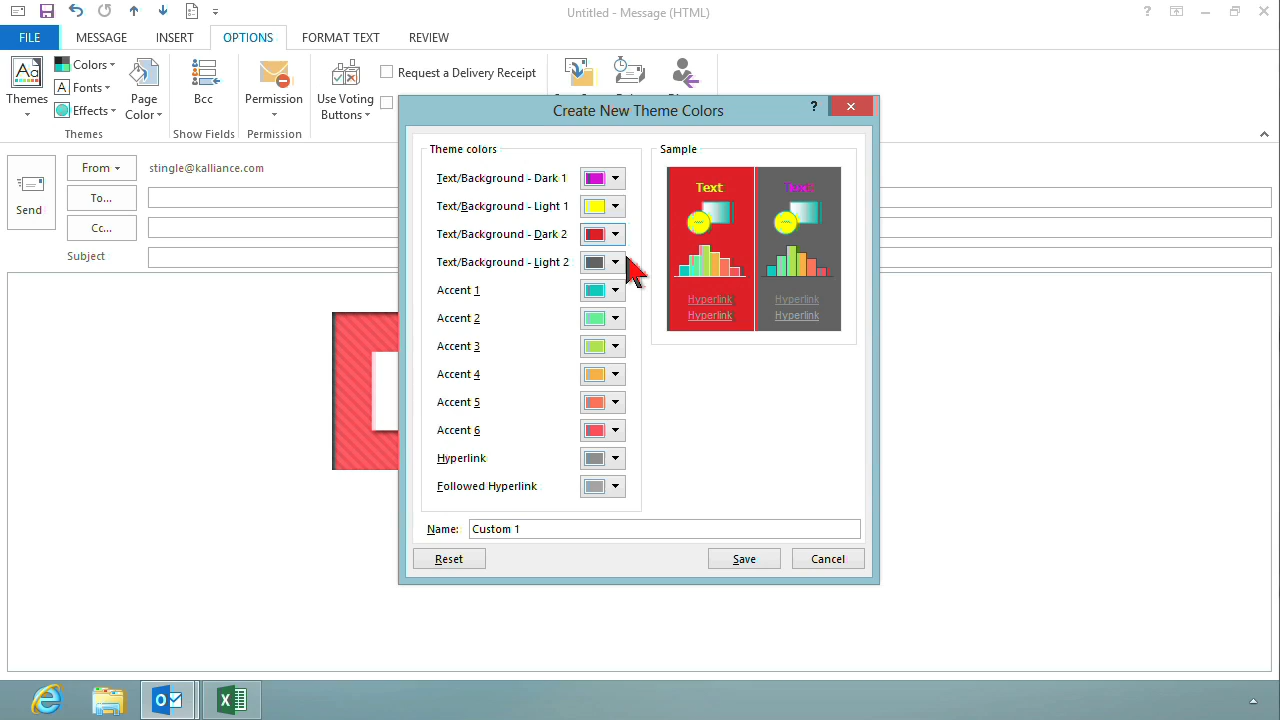 Untitled - Message (HTML)
FILE MESSAGE INSERT OPTIONS FORMAT TEXT REVIEW
Themes
Colors
Fonts
Effects
Page
Color
Themes
Bcc
Show Fields
Permission
Permission
Use Voting
Buttons
Request a Delivery Receipt
Send
From
stingle@kalliance.com
To...
Cc...
Subject
Create New Theme Colors
Theme colors
Text/Background - Dark 1
Text/Background - Light 1
Text/Background - Dark 2
Text/Background - Light 2
Accent 1
Accent 2
Accent 3
Accent 4
Accent 5
Accent 6
Hyperlink
Followed Hyperlink
Sample
Text Text
Hyperlink Hyperlink
Hyperlink Hyperlink
Name: Custom 1
Reset Save Cancel